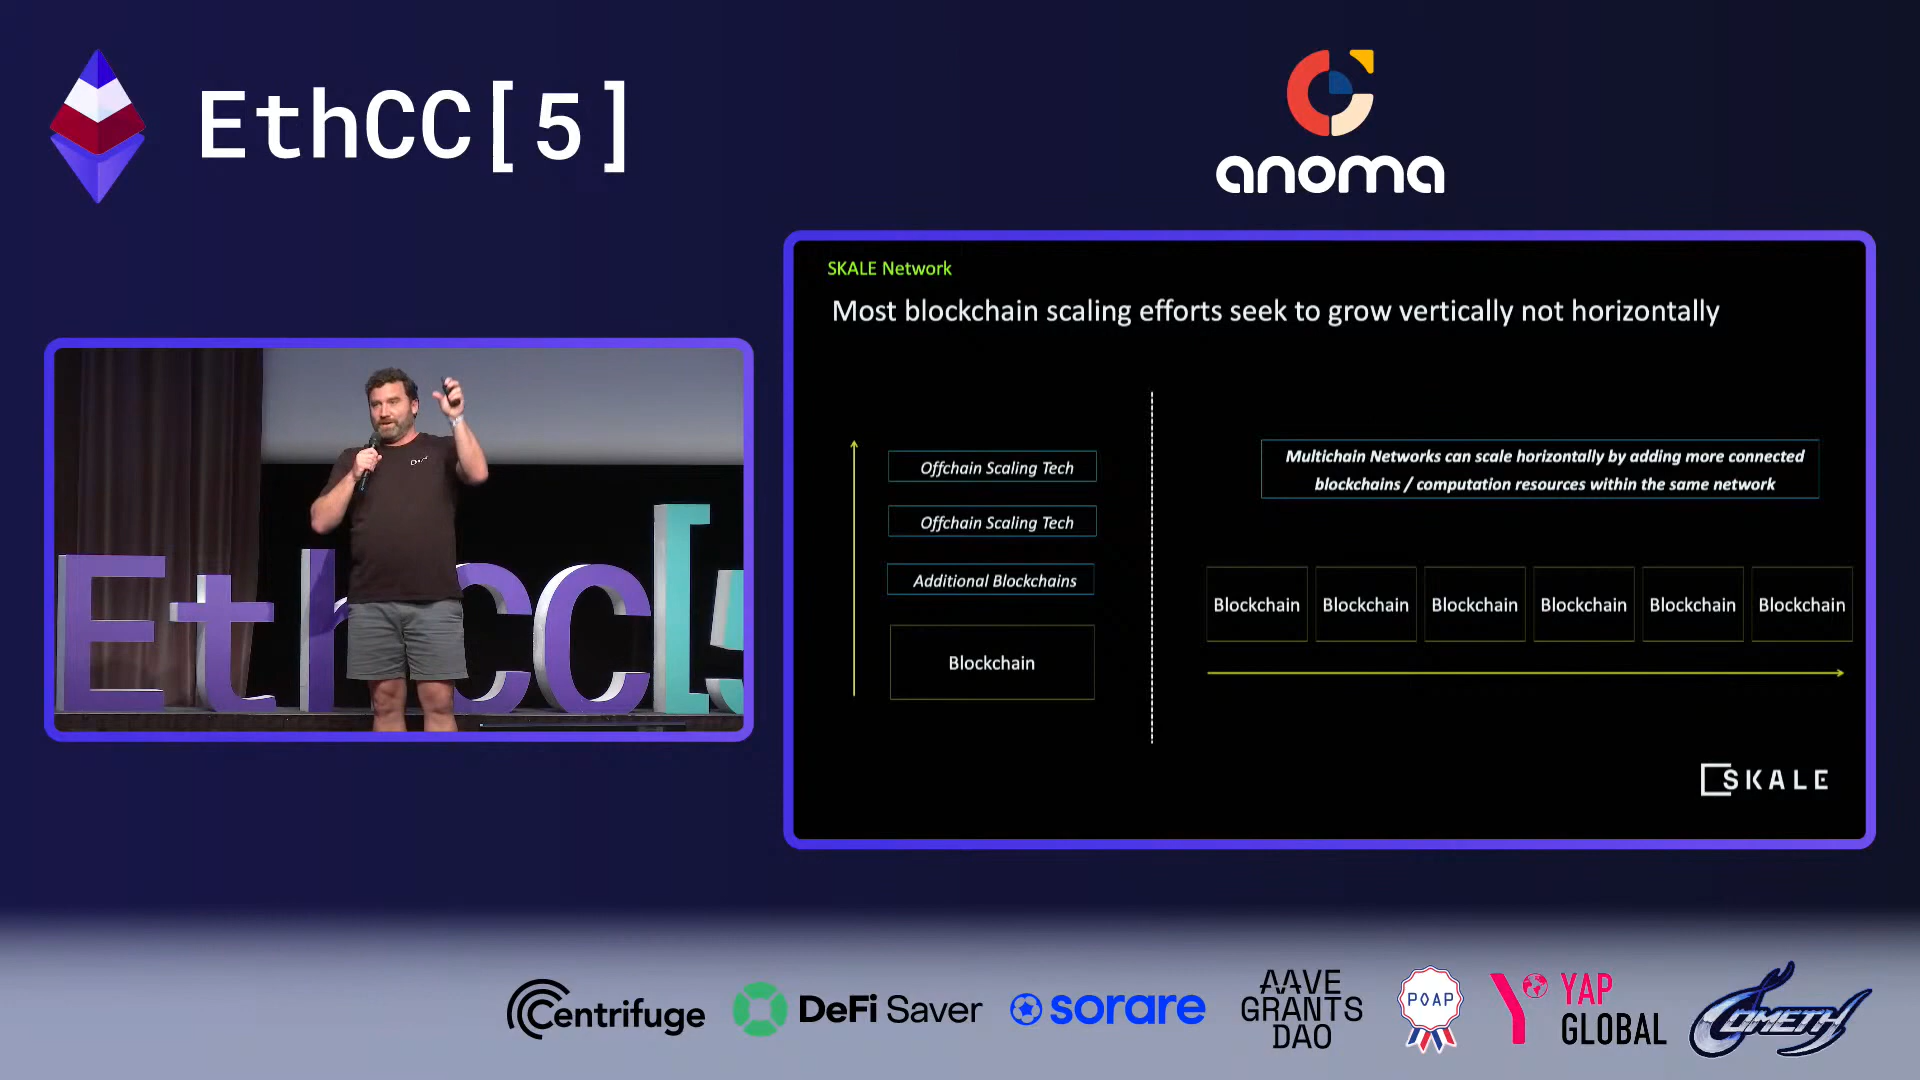 EthCC[5]
anoma
SKALE Network
Most blockchain scaling efforts seek to grow vertically not horizontally
Offchain Scaling Tech
Offchain Scaling Tech
Additional Blockchains
Blockchain
Multichain Networks can scale horizontally by adding more connected
blockchains / computation resources within the same network
Blockchain Blockchain Blockchain Blockchain Blockchain Blockchain
SKALE
EthCC[5
Centrifuge
DeFi Saver
sorare
AAVE
GRANTS
DAO
POAP
YAP
GLOBAL
COMETH